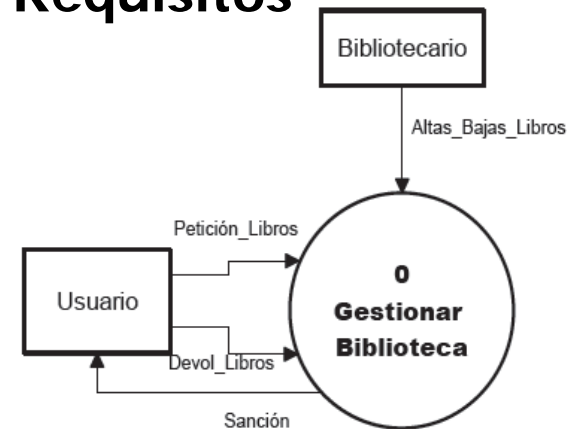 Requisitos
Bibliotecario
Altas_Bajas_Libros
Petición_Libros
Usuario
0
Gestionar
Biblioteca
Devol_Libros
Sanción